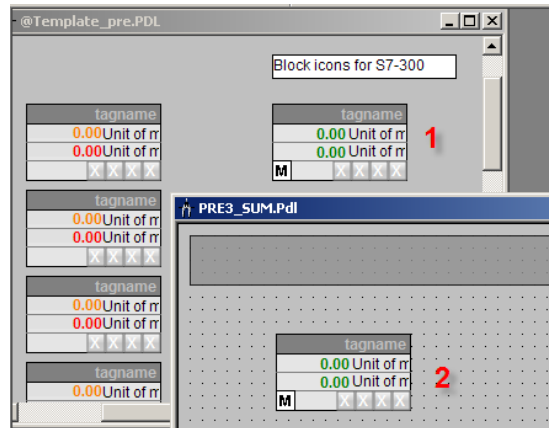 @Template_pre.PDL
Block icons for S7-300
tagname
0.00 Unit of m
0.00 Unit of m
X X X X
tagname
0.00 Unit of m
0.00 Unit of m
M X X X X
1
tagname
0.00 Unit of m
0.00 Unit of m
X X X X
tagname
0.00 Unit of m
0.00 Unit of m
X X X X
tagname
0.00 Unit of m
PRE3_SUM.Pdl
tagname
0.00 Unit of m
0.00 Unit of m
M X X X X
2